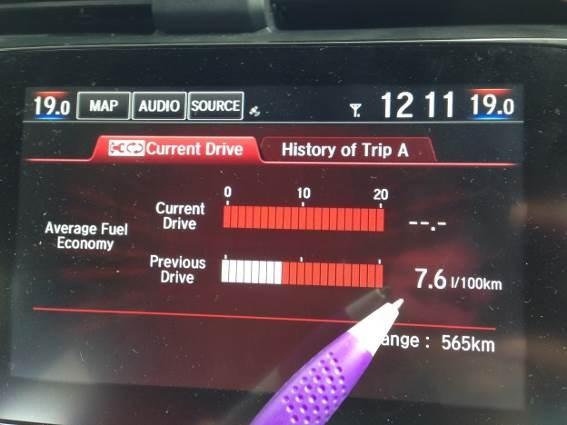 19.0 MAP AUDIO SOURCE 12 11 19.0
Current Drive History of Trip A
0 10 20
Current
Drive
--.-
Average Fuel
Economy
Previous
Drive
7.6 l/100km
ange : 565km